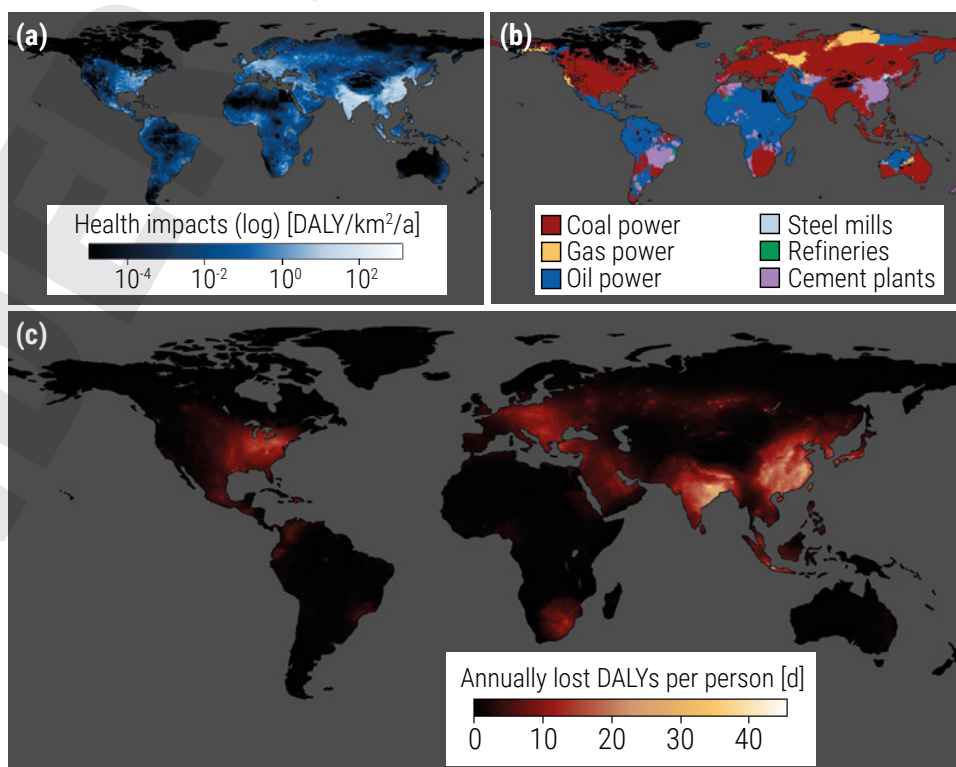 (a)
(b)
Health impacts (log) [DALY/km²/a]
10⁻⁴ 10⁻² 10⁰ 10²
Coal power Steel mills
Gas power Refineries
Oil power Cement plants
(c)
Annually lost DALYs per person [d]
0 10 20 30 40